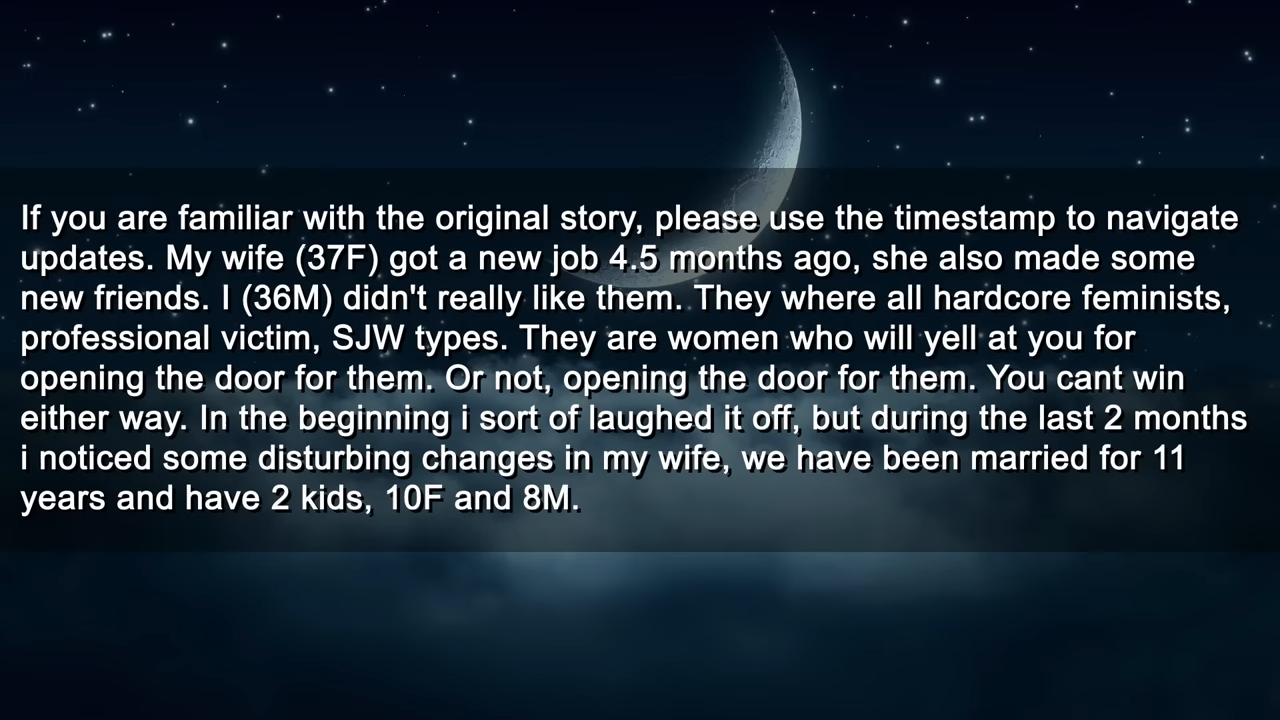 If you are familiar with the original story, please use the timestamp to navigate
updates. My wife (37F) got a new job 4.5 months ago, she also made some
new friends. I (36M) didn't really like them. They where all hardcore feminists,
professional victim, SJW types. They are women who will yell at you for
opening the door for them. Or not, opening the door for them. You cant win
either way. In the beginning i sort of laughed it off, but during the last 2 months
i noticed some disturbing changes in my wife, we have been married for 11
years and have 2 kids, 10F and 8M.